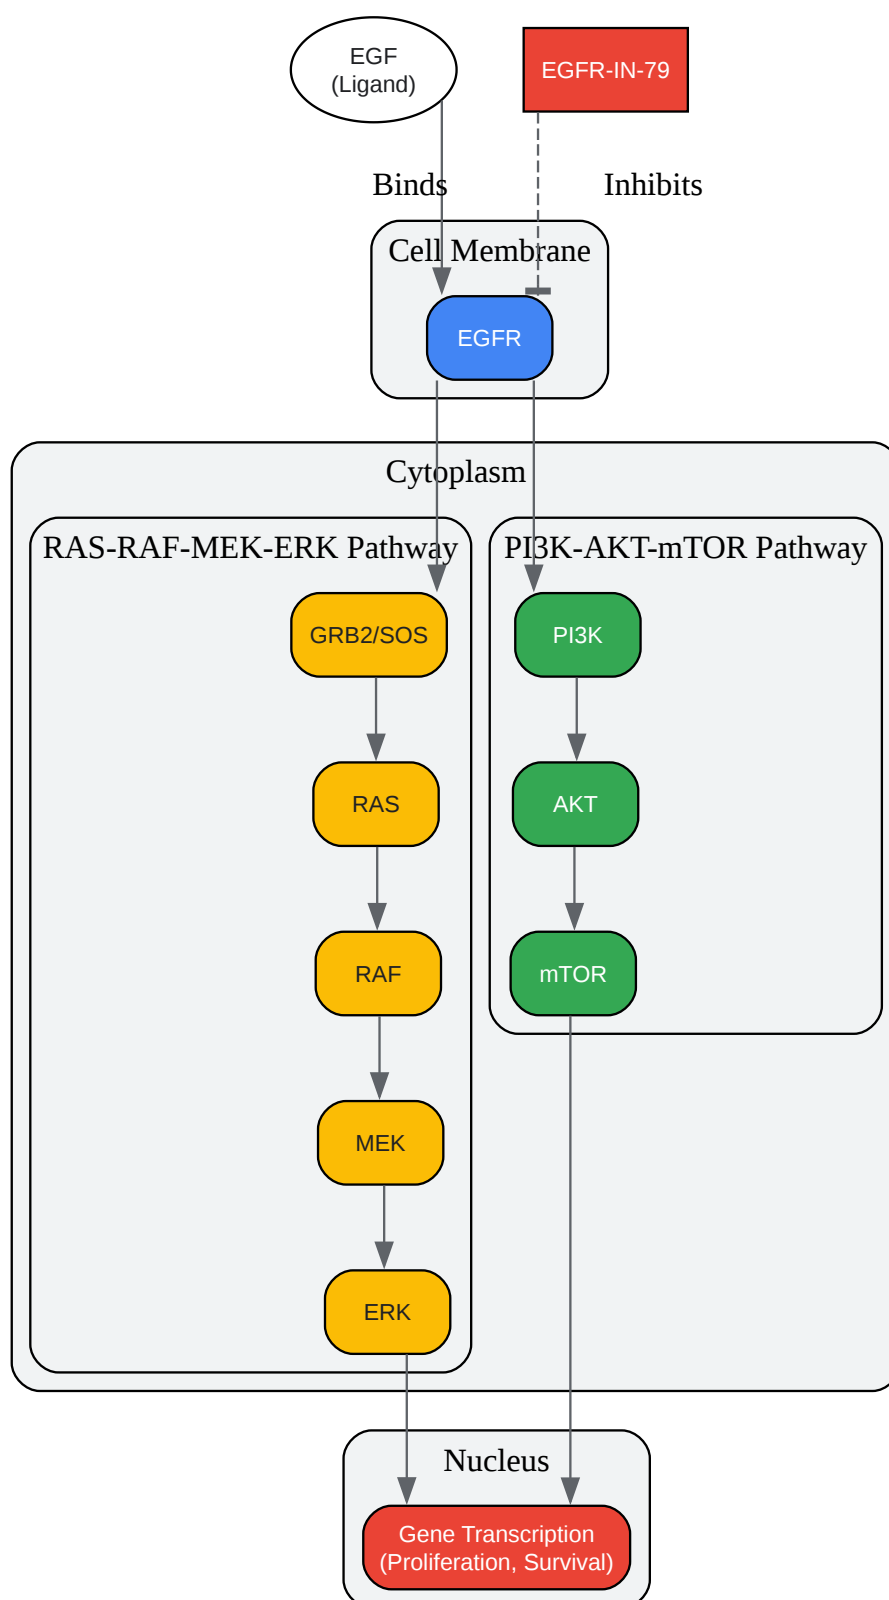 EGF
(Ligand)
EGFR-IN-79
Binds
Inhibits
Cell Membrane
EGFR
Cytoplasm
RAS-RAF-MEK-ERK Pathway
PI3K-AKT-mTOR Pathway
GRB2/SOS
PI3K
RAS
AKT
RAF
mTOR
MEK
ERK
Nucleus
Gene Transcription
(Proliferation, Survival)